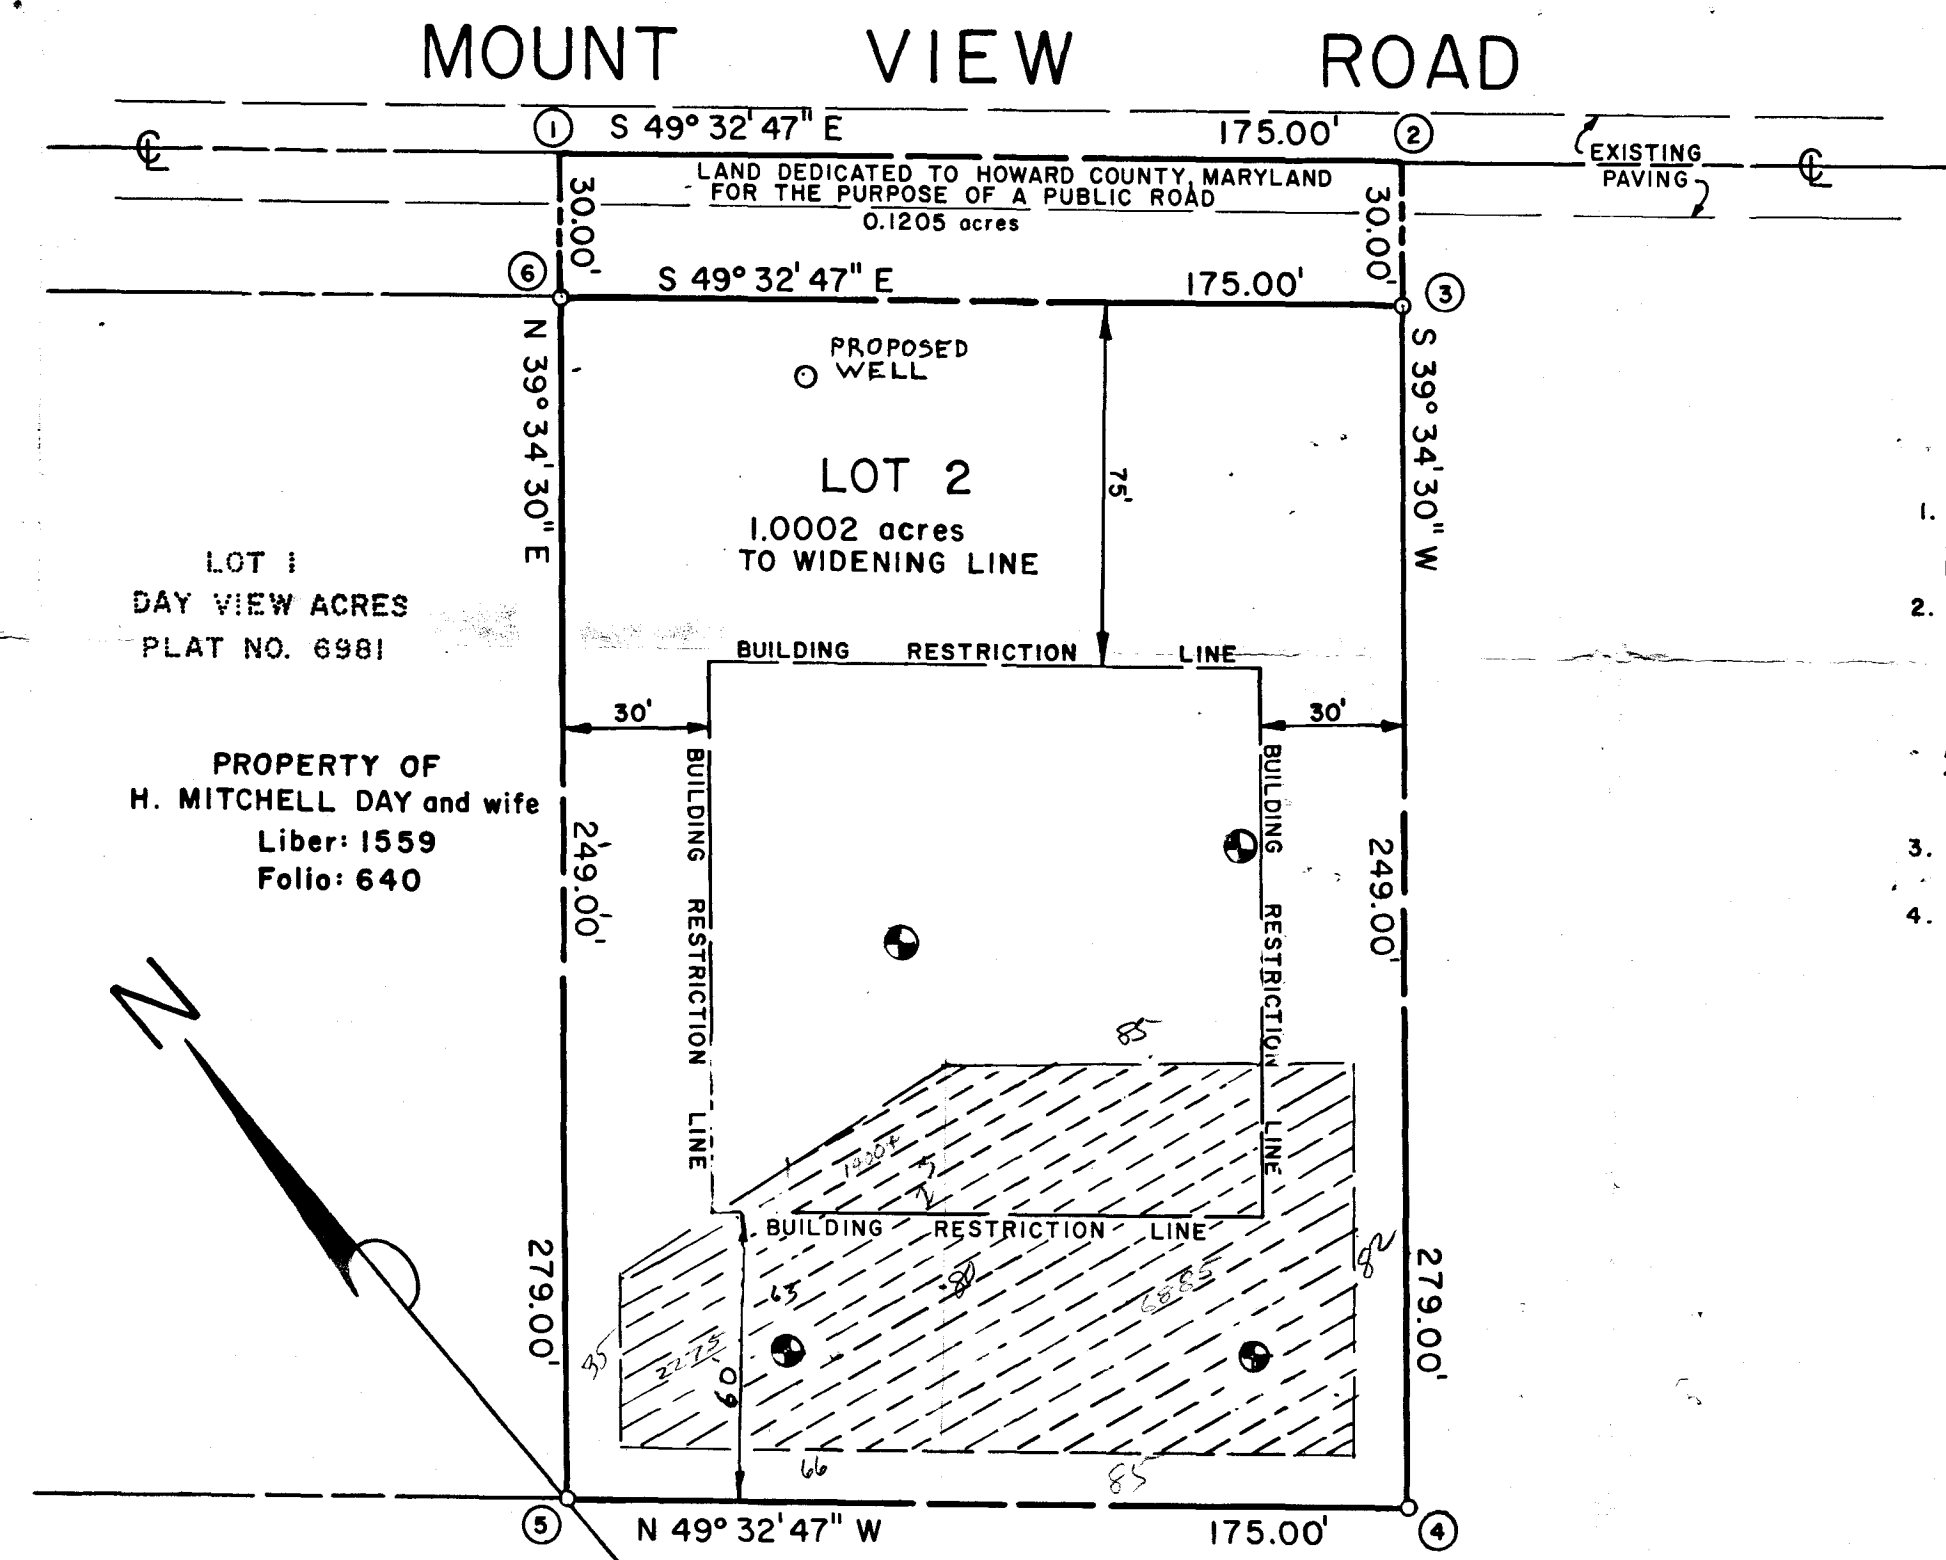 MOUNT VIEW ROAD
1 S 49° 32' 47" E 175.00' 2
LAND DEDICATED TO HOWARD COUNTY, MARYLAND
FOR THE PURPOSE OF A PUBLIC ROAD
0.1205 acres
30.00'
30.00'
EXISTING
PAVING
6 S 49° 32' 47" E 175.00' 3
N 39° 34' 30" E
S 39° 34' 30" W
PROPOSED
WELL
LOT 2
1.0002 acres
TO WIDENING LINE
75'
1.
2.
3.
4.
LOT 1
DAY VIEW ACRES
PLAT NO. 6981
BUILDING RESTRICTION LINE
30'
30'
PROPERTY OF
H. MITCHELL DAY and wife
Liber: 1559
Folio: 640
BUILDING RESTRICTION LINE
BUILDING RESTRICTION LINE
249.00'
249.00'
N
85
BUILDING RESTRICTION LINE
279.00'
279.00'
82
63
80
6885
35
2275
60'
66
85
5 N 49° 32' 47" W 175.00' 4